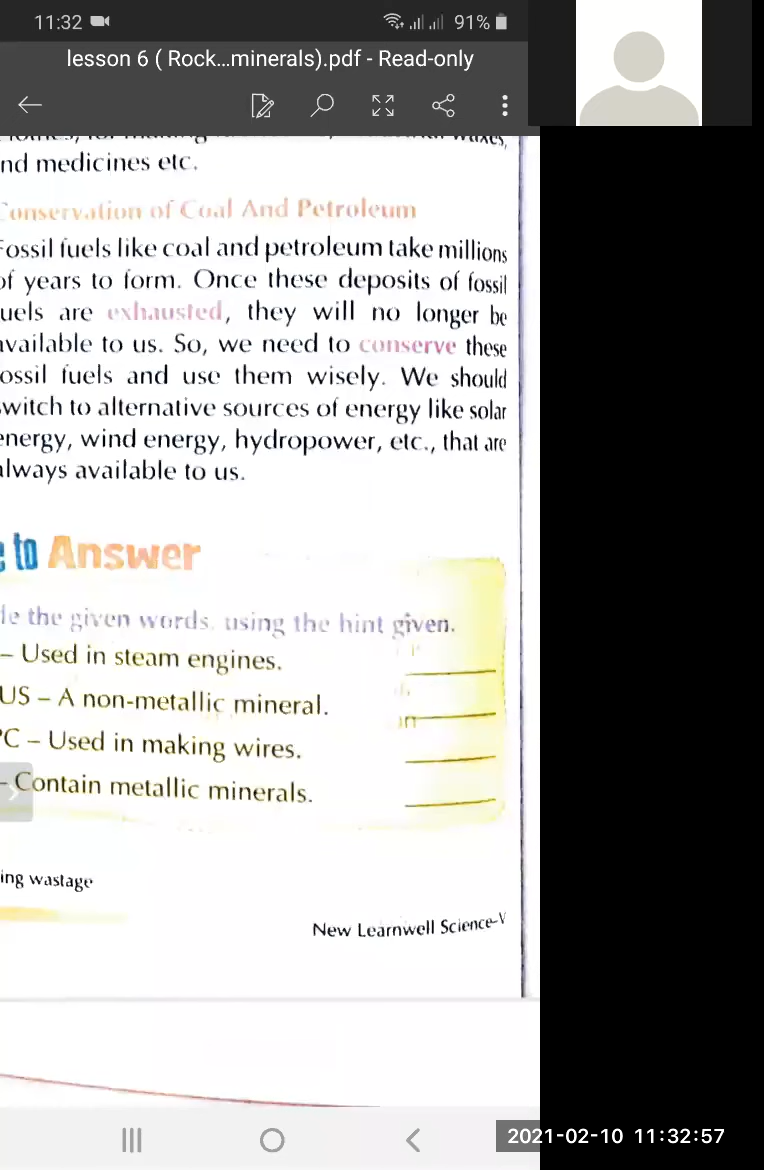 11:32 91%
lesson 6 ( Rock...minerals).pdf - Read-only
nd medicines etc.
Conservation of Coal And Petroleum
Fossil fuels like coal and petroleum take millions
of years to form. Once these deposits of fossil
uels are exhausted, they will no longer be
available to us. So, we need to conserve these
ossil fuels and use them wisely. We should
switch to alternative sources of energy like solar
energy, wind energy, hydropower, etc., that are
always available to us.
to Answer
le the given words, using the hint given.
– Used in steam engines.
US – A non-metallic mineral.
C – Used in making wires.
- Contain metallic minerals.
ing wastage
New Learnwell Science-V
2021-02-10 11:32:57